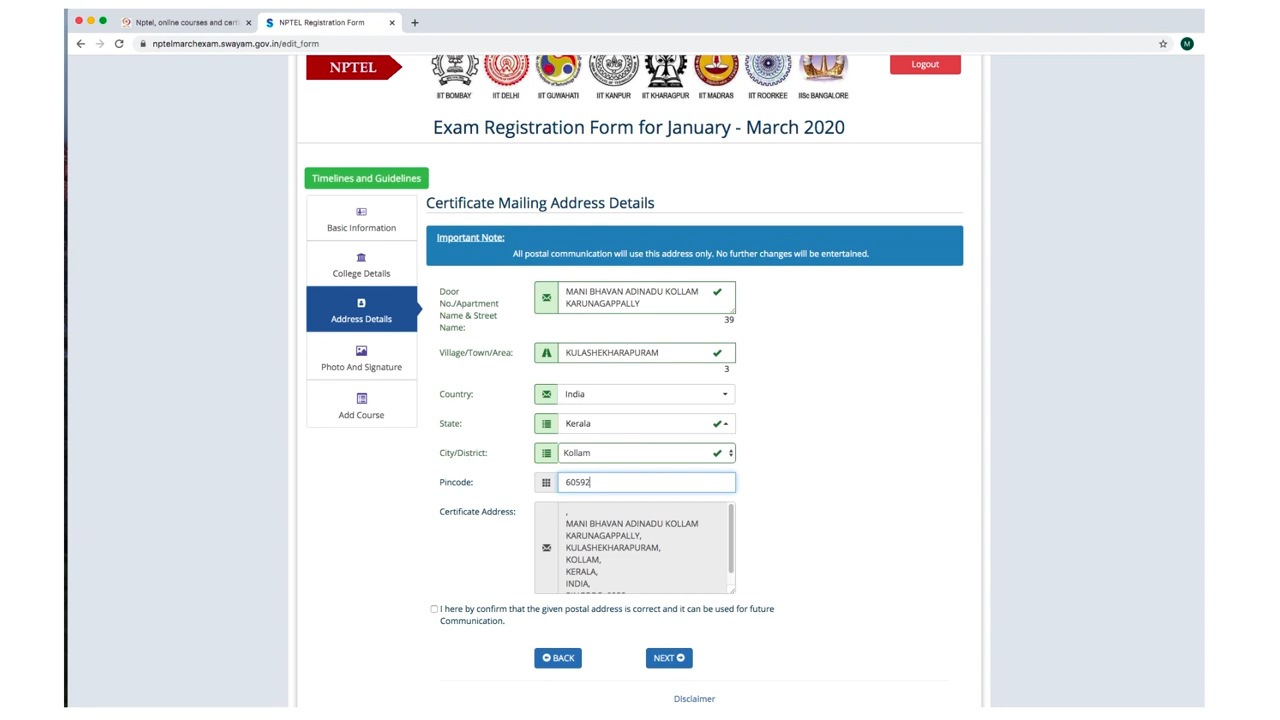 Nptel, online courses and certi
NPTEL Registration Form
nptelmarchexam.swayam.gov.in/edit_form
M
NPTEL
IIT BOMBAY
IIT DELHI
IIT GUWAHATI
IIT KANPUR
IIT KHARAGPUR
IIT MADRAS
IIT ROORKEE
IISc BANGALORE
Logout
Exam Registration Form for January - March 2020
Timelines and Guidelines
Basic Information
College Details
Address Details
Photo And Signature
Add Course
Certificate Mailing Address Details
Important Note:
All postal communication will use this address only. No further changes will be entertained.
Door
No./Apartment
Name & Street
Name:
MANI BHAVAN ADINADU KOLLAM
KARUNAGAPPALLY
39
Village/Town/Area:
KULASHEKHARAPURAM
3
Country:
India
State:
Kerala
City/District:
Kollam
Pincode:
60592
Certificate Address:
,
MANI BHAVAN ADINADU KOLLAM
KARUNAGAPPALLY,
KULASHEKHARAPURAM,
KOLLAM,
KERALA,
INDIA,
I here by confirm that the given postal address is correct and it can be used for future
Communication.
BACK
NEXT
Disclaimer